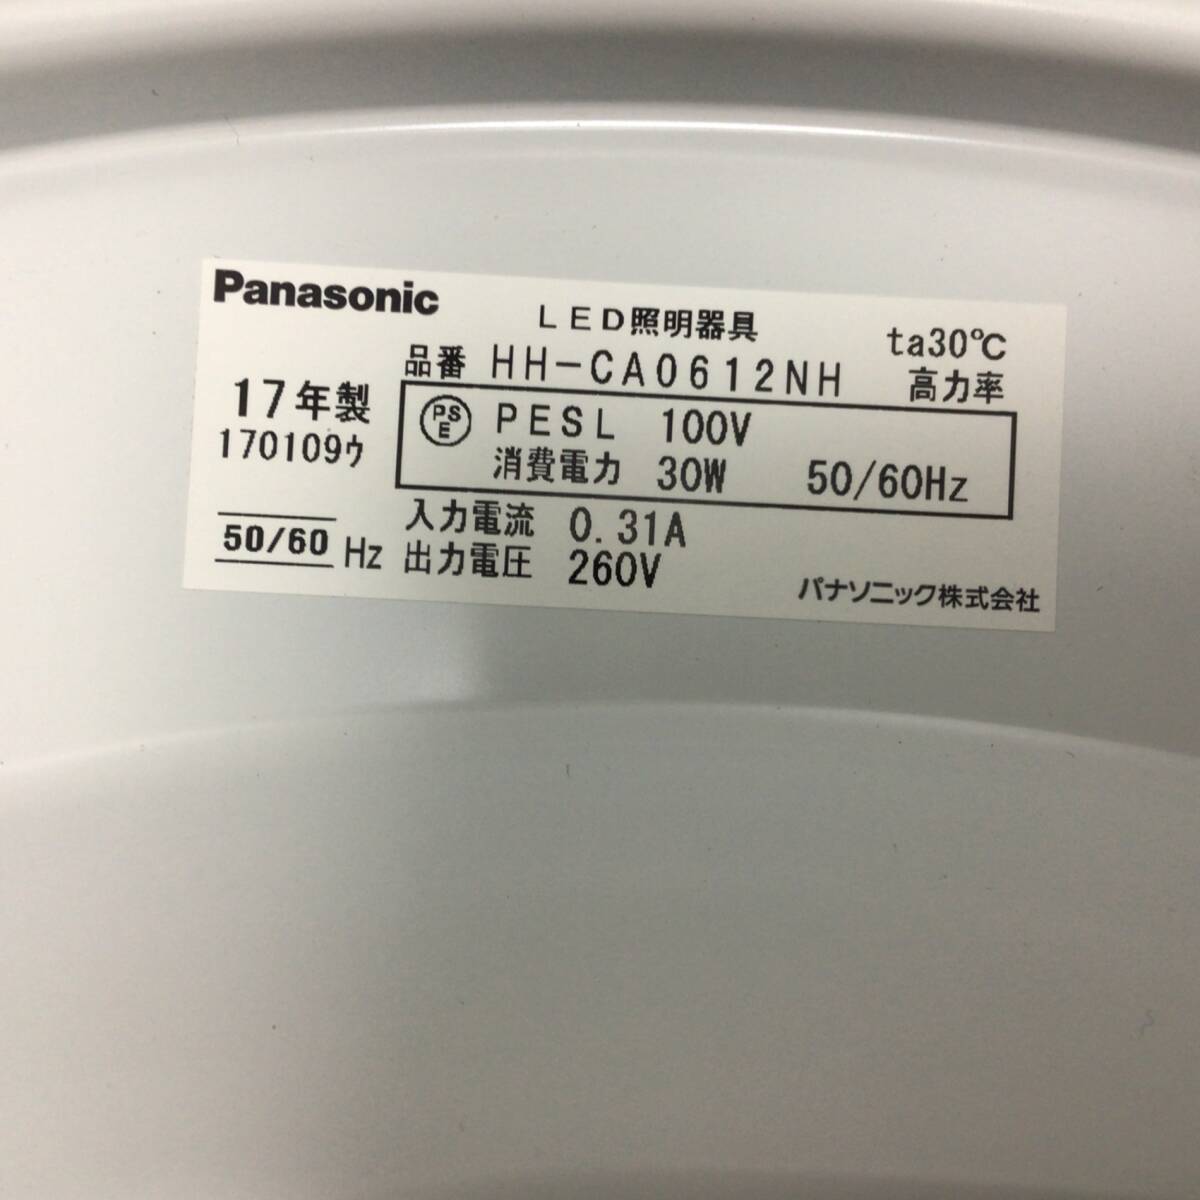 Panasonic
LED照明器具
ta30℃
品番 HH-CA0612NH
高力率
17年製
170109ゥ
PSE
PESL 100V
消費電力 30W 50/60Hz
入力電流 0.31A
50/60 Hz
出力電圧 260V
パナソニック株式会社